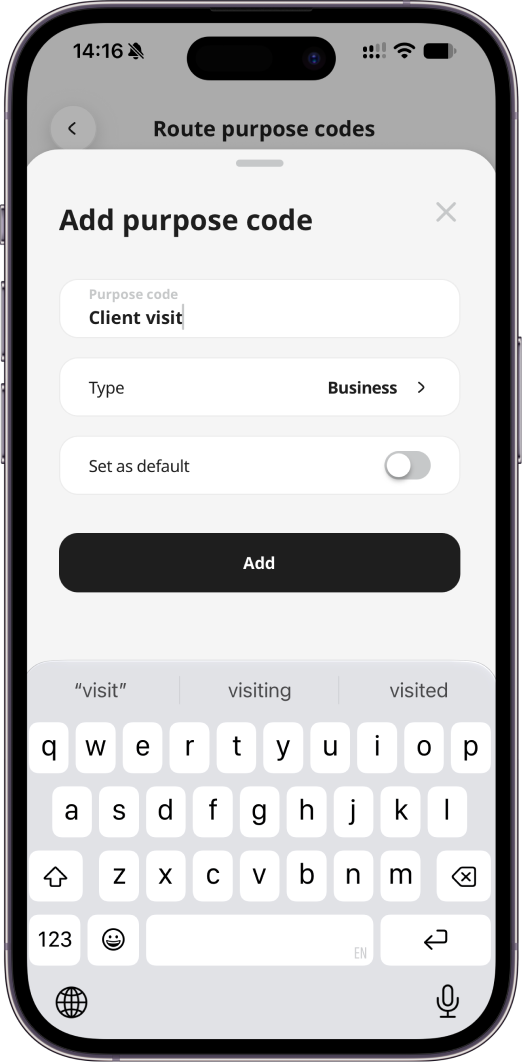 14:16
Route purpose codes
Add purpose code
Purpose code
Client visit
Type Business
Set as default
Add
“visit” visiting visited
q w e r t y u i o p
a s d f g h j k l
z x c v b n m
123 EN